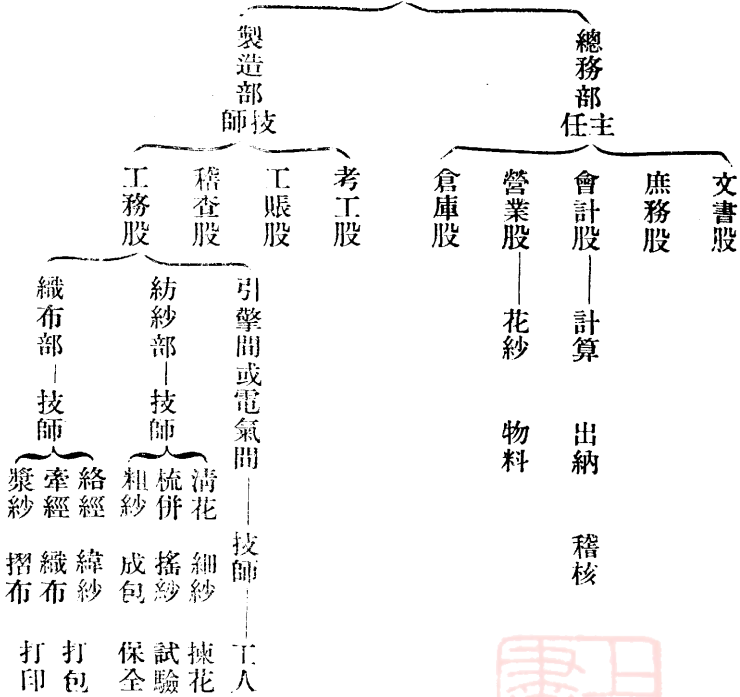 總務部
主任
文書股
庶務股
會計股
計算 出納 稽核
營業股
花紗 物料
倉庫股
製造部
技師
考工股
工賬股
稽查股
工務股
引擎間或電氣間
技師
工人
紡紗部
技師
清花 細紗 揀花
梳併 搖紗 試驗
粗紗 成包 保全
織布部
技師
絡經 緯紗 打包
牽經 織布
漿紗 摺布 打印